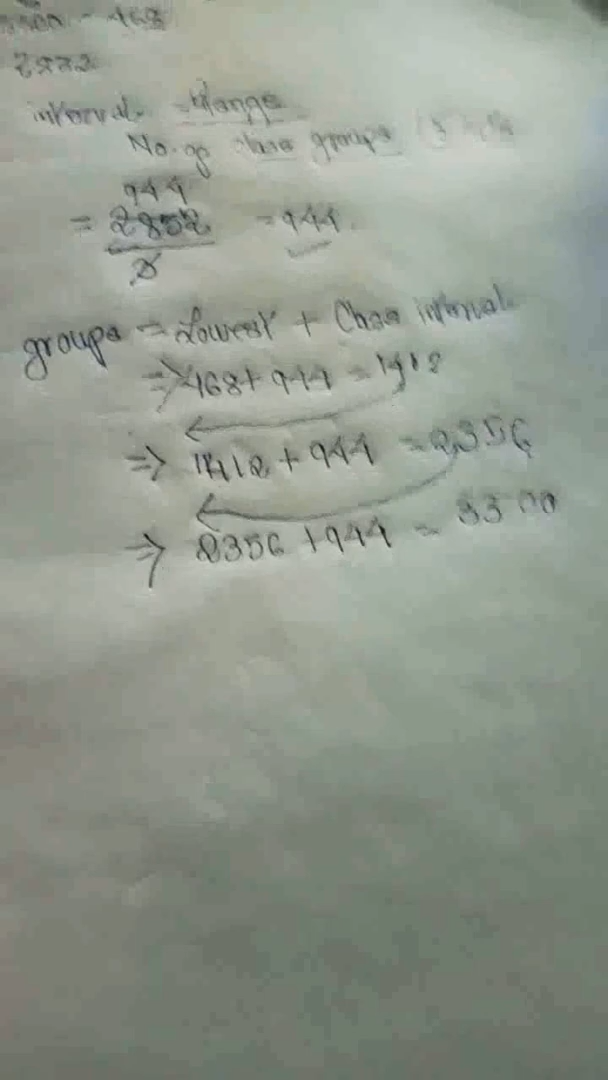 - 468
interval = Range
No. of class groups
944
= 2832 = 944
3
groups = Lowest + Class interval
=> 468 + 944 = 1412
=> 1412 + 944 = 2356
=> 2356 + 944 = 3300